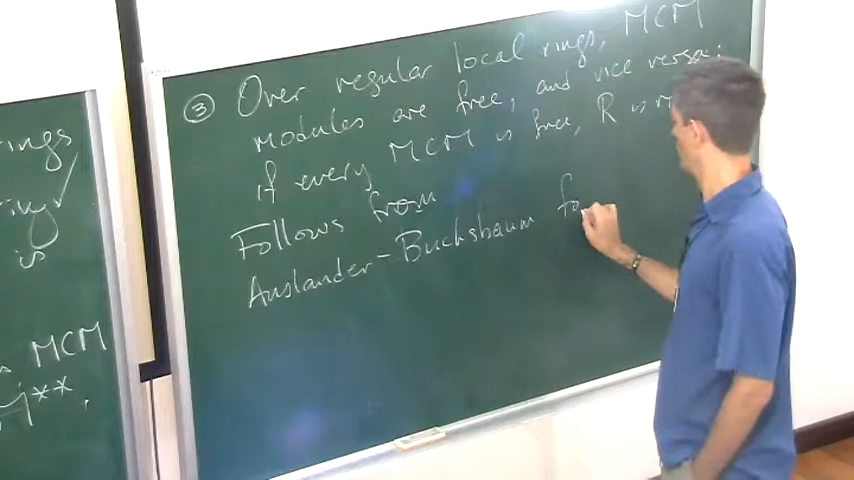 rings
ring ✓
is
MCM
M**.
③ Over regular local rings, MCM
modules are free, and vice versa:
if every MCM is free, R is
Follows from
Auslander-Buchsbaum fo